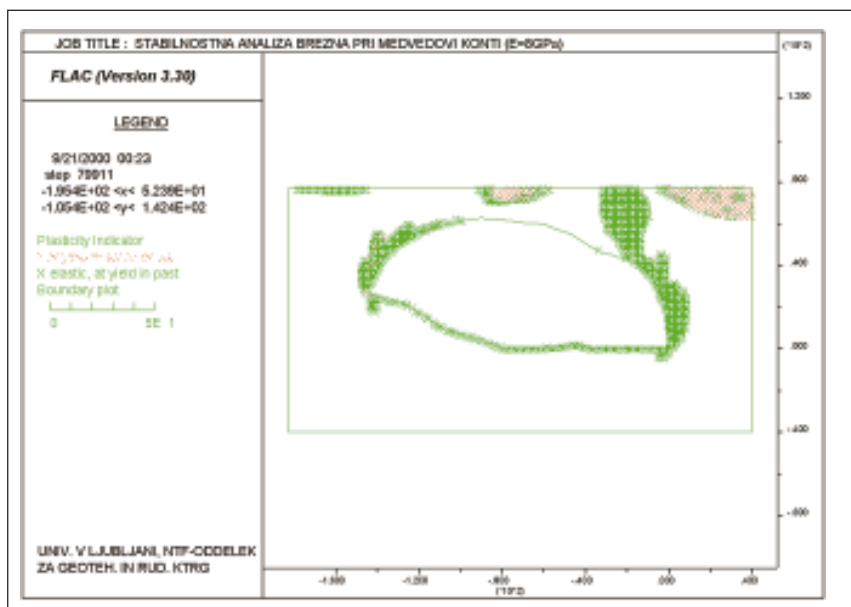 JOB TITLE : STABILNOSTNA ANALIZA BREZNA PRI MEDVEDOVI KONTI (E=6GPa)
(*10^2)
FLAC (Version 3.30)
LEGEND
9/21/2000 00:23
step 79911
-1.954E+02 <x< 5.239E+01
-1.054E+02 <y< 1.424E+02
Plasticity Indicator
X elastic, at yield in past
Boundary plot
0 5E 1
1.200
.800
.400
.000
-.400
-.800
UNIV. V LJUBLJANI, NTF-ODDELEK
ZA GEOTEH. IN RUD. KTRG
-1.600 -1.200 -.800 -.400 .000 .400
(*10^2)